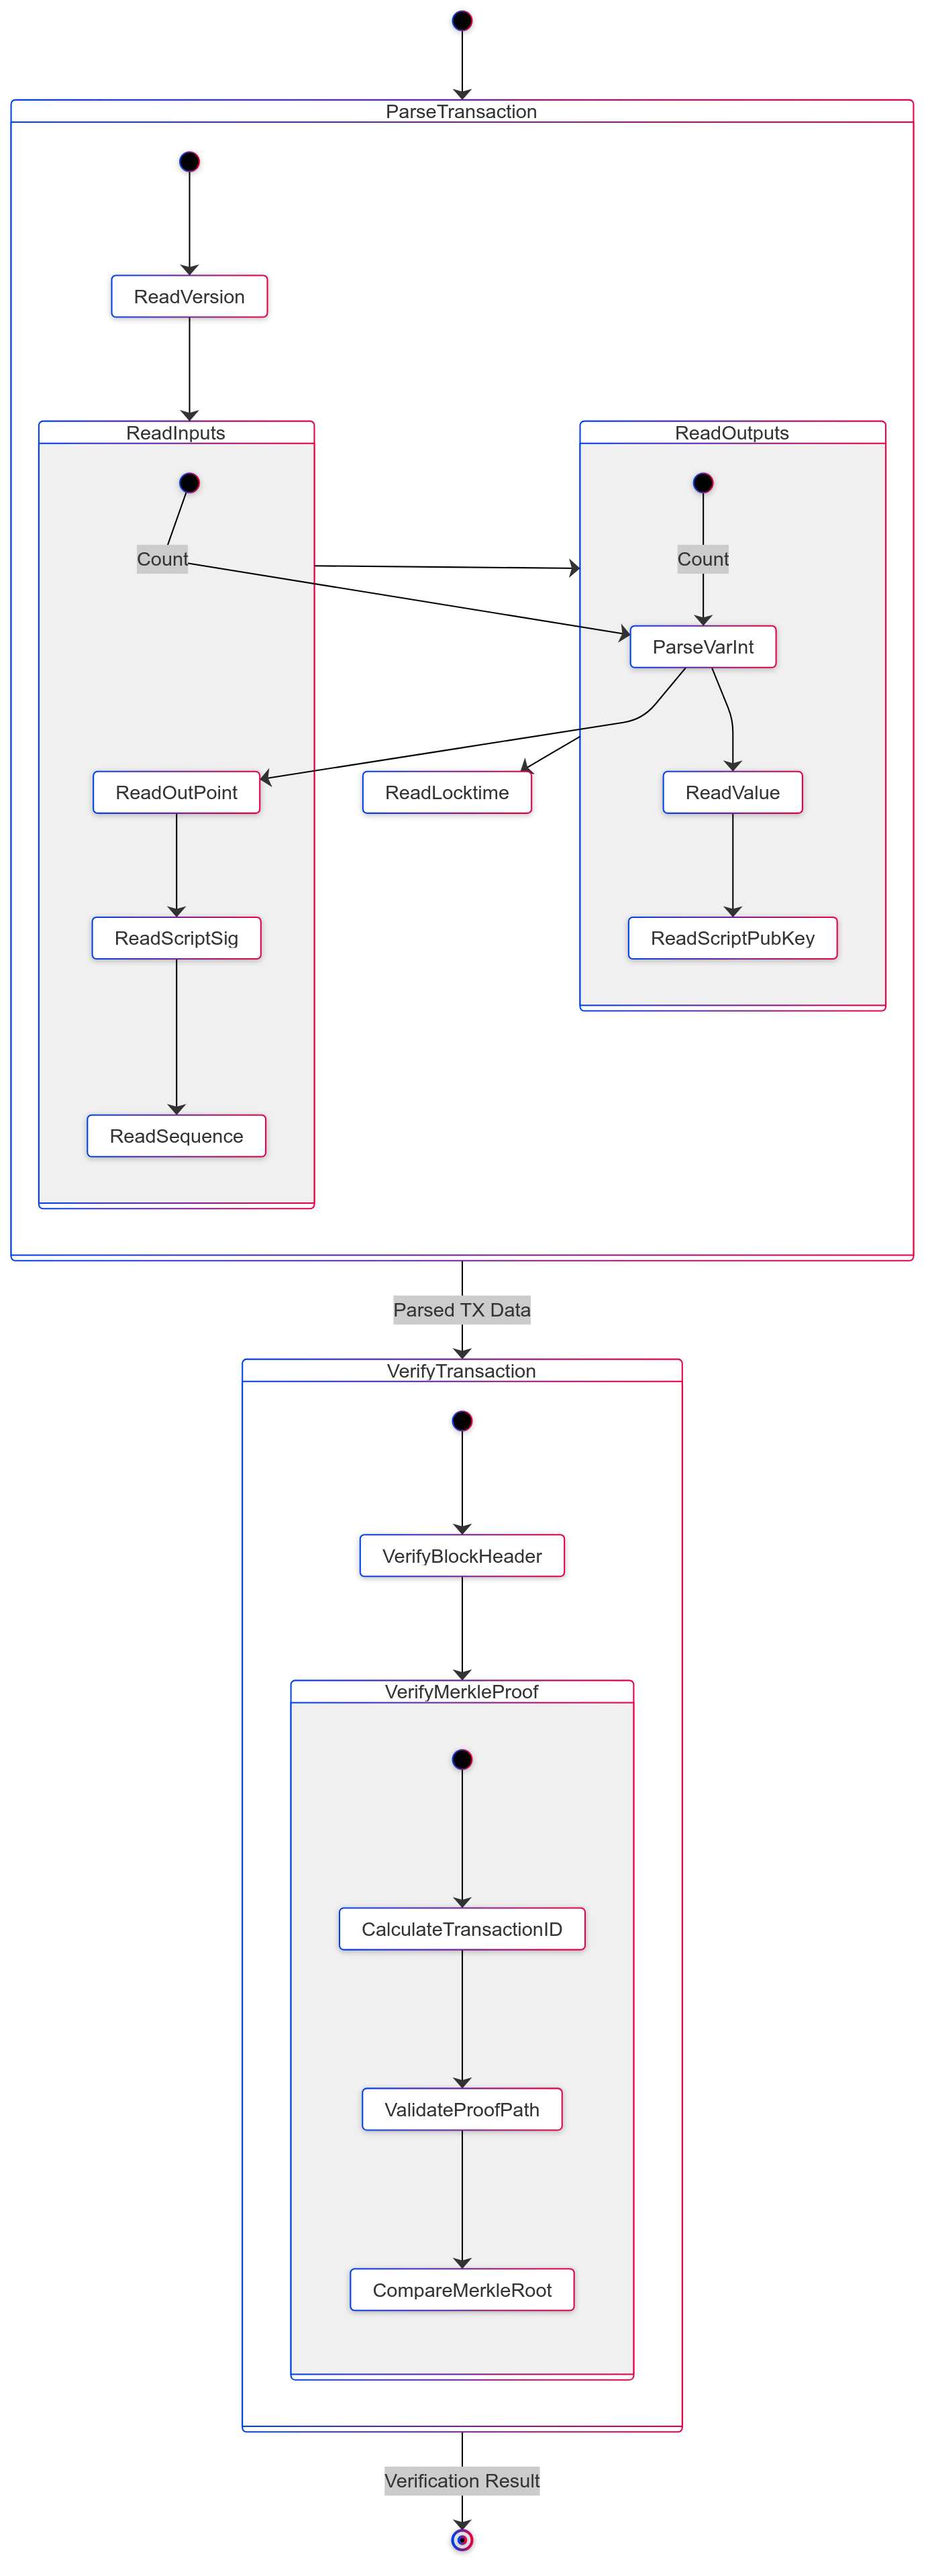 ParseTransaction
ReadVersion
ReadInputs
ReadOutputs
Count
Count
ParseVarInt
ReadOutPoint
ReadLocktime
ReadValue
ReadScriptSig
ReadScriptPubKey
ReadSequence
Parsed TX Data
VerifyTransaction
VerifyBlockHeader
VerifyMerkleProof
CalculateTransactionID
ValidateProofPath
CompareMerkleRoot
Verification Result